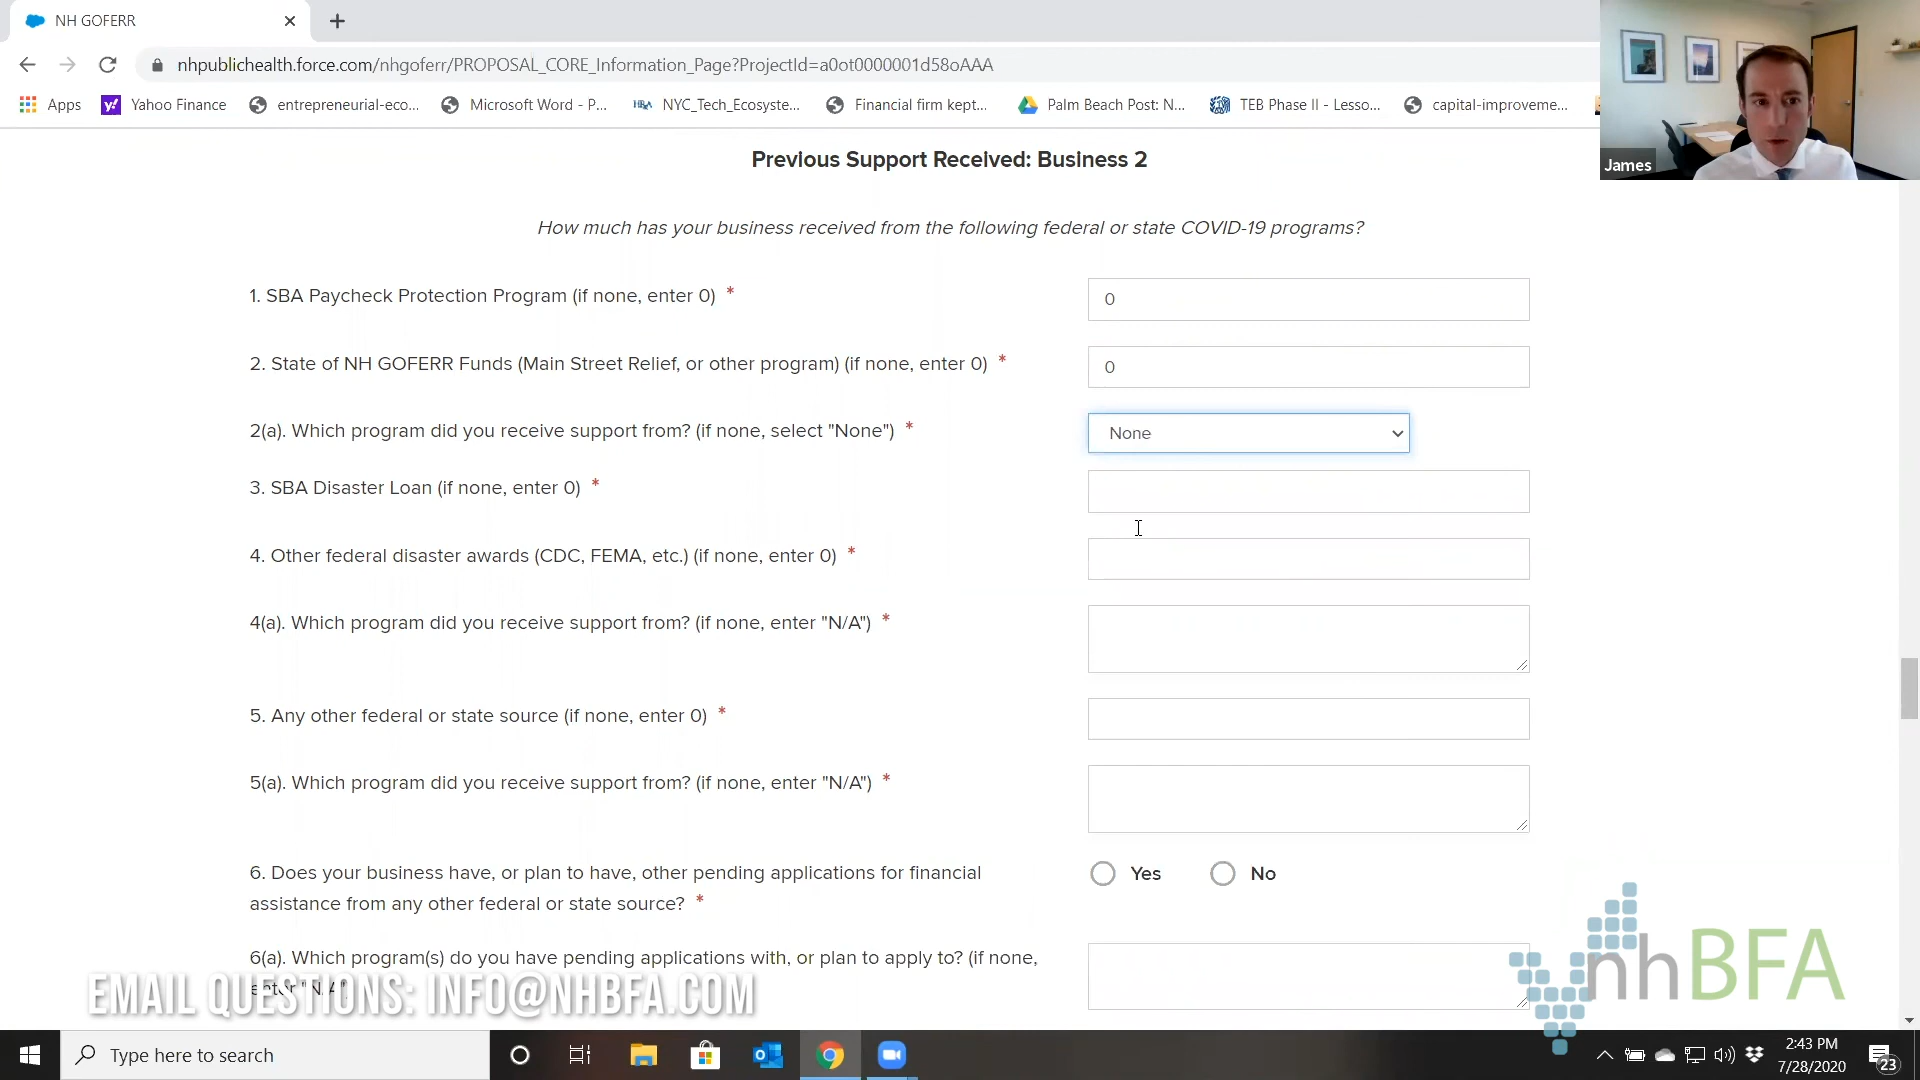 NH GOFERR
nhpublichealth.force.com/nhgoferr/PROPOSAL_CORE_Information_Page?ProjectId=a0ot0000001d58oAAA
Apps
Yahoo Finance
entrepreneurial-eco...
Microsoft Word - P...
NYC_Tech_Ecosyste...
Financial firm kept...
Palm Beach Post: N...
TEB Phase II - Lesso...
capital-improveme...
James
Previous Support Received: Business 2
How much has your business received from the following federal or state COVID-19 programs?
1. SBA Paycheck Protection Program (if none, enter 0) *
0
2. State of NH GOFERR Funds (Main Street Relief, or other program) (if none, enter 0) *
0
2(a). Which program did you receive support from? (if none, select "None") *
None
3. SBA Disaster Loan (if none, enter 0) *
4. Other federal disaster awards (CDC, FEMA, etc.) (if none, enter 0) *
4(a). Which program did you receive support from? (if none, enter "N/A") *
5. Any other federal or state source (if none, enter 0) *
5(a). Which program did you receive support from? (if none, enter "N/A") *
6. Does your business have, or plan to have, other pending applications for financial
assistance from any other federal or state source? *
Yes
No
6(a). Which program(s) do you have pending applications with, or plan to apply to? (if none,
enter "N/A")
EMAIL QUESTIONS: INFO@NHBFA.COM
nhBFA
Type here to search
2:43 PM
7/28/2020
23